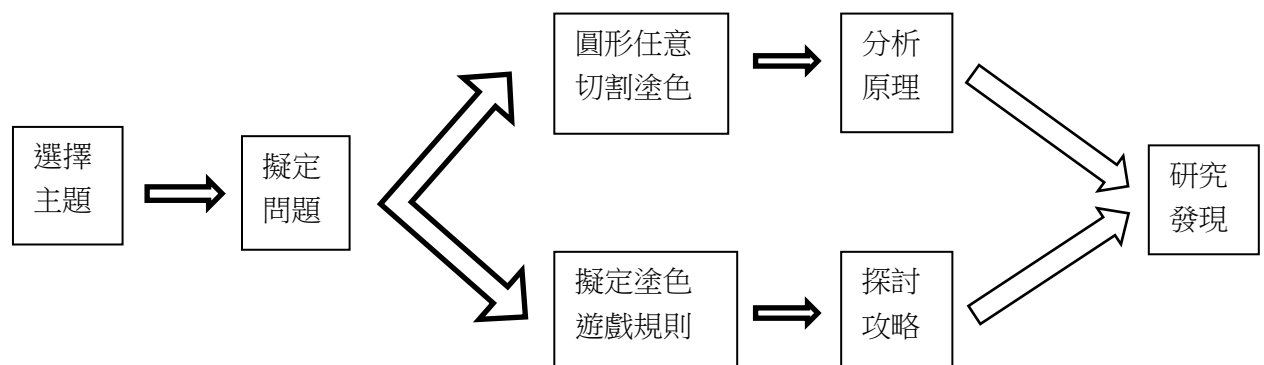 選擇
主題
擬定
問題
圓形任意
切割塗色
分析
原理
擬定塗色
遊戲規則
探討
攻略
研究
發現